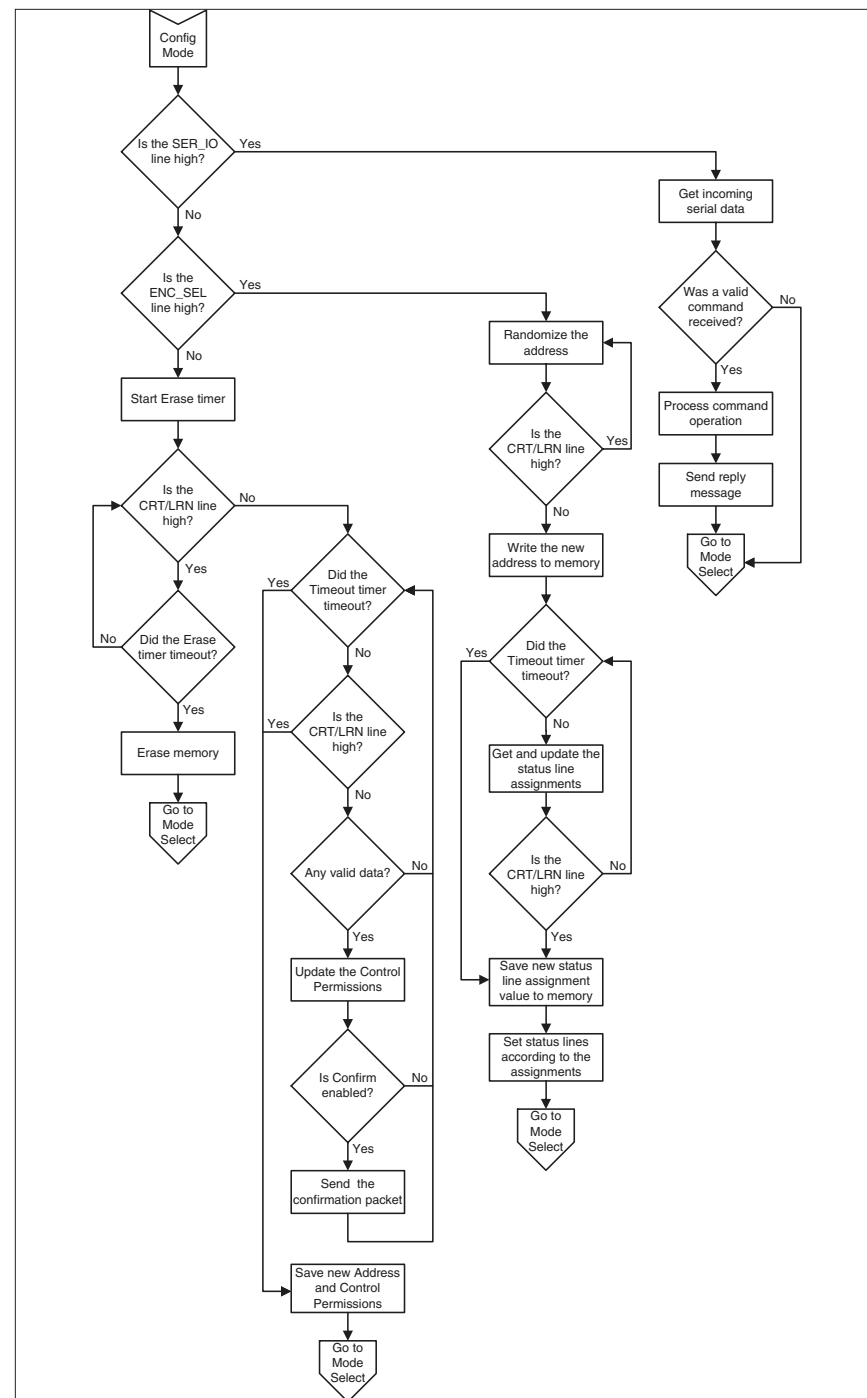 Config
Mode
Is the SER_IO
line high?
Yes
No
Get incoming
serial data
Is the
ENC_SEL
line high?
Yes
No
Was a valid
command
received?
No
Yes
Randomize the
address
Start Erase timer
Process command
operation
Is the
CRT/LRN line
high?
Yes
No
Send reply
message
Go to
Mode
Select
Is the
CRT/LRN line
high?
No
Yes
Write the new
address to memory
Did the
Timeout timer
timeout?
Yes
No
Did the Erase
timer timeout?
No
Yes
Did the
Timeout timer
timeout?
Yes
No
Is the
CRT/LRN line
high?
Yes
No
Erase memory
Get and update the
status line
assignments
Go to
Mode
Select
Any valid data?
No
Yes
Is the
CRT/LRN line
high?
No
Yes
Update the Control
Permissions
Save new status
line assignment
value to memory
Set status lines
according to the
assignments
Is Confirm
enabled?
No
Yes
Go to
Mode
Select
Send the
confirmation packet
Save new Address
and Control
Permissions
Go to
Mode
Select